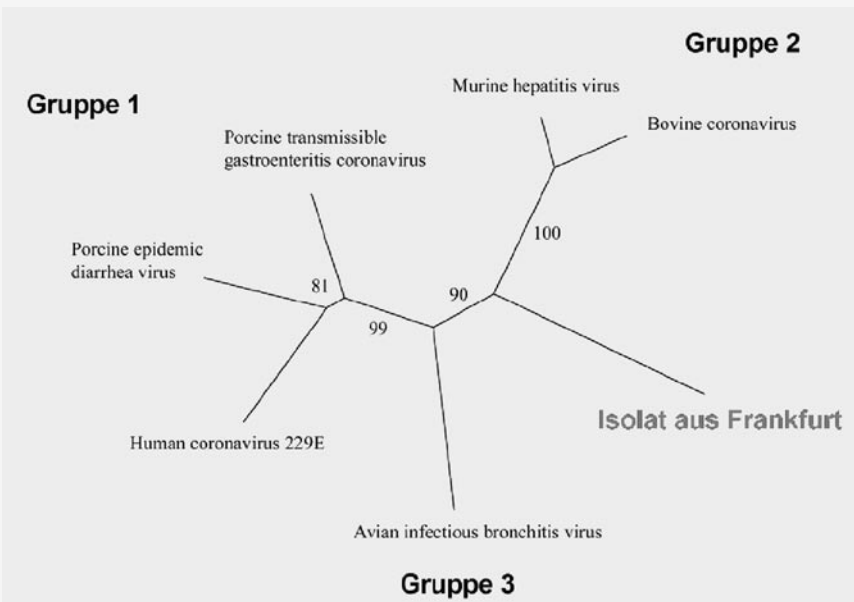 Gruppe 2
Murine hepatitis virus
Gruppe 1
Bovine coronavirus
Porcine transmissible
gastroenteritis coronavirus
100
Porcine epidemic
diarrhea virus
81
90
99
Isolat aus Frankfurt
Human coronavirus 229E
Avian infectious bronchitis virus
Gruppe 3